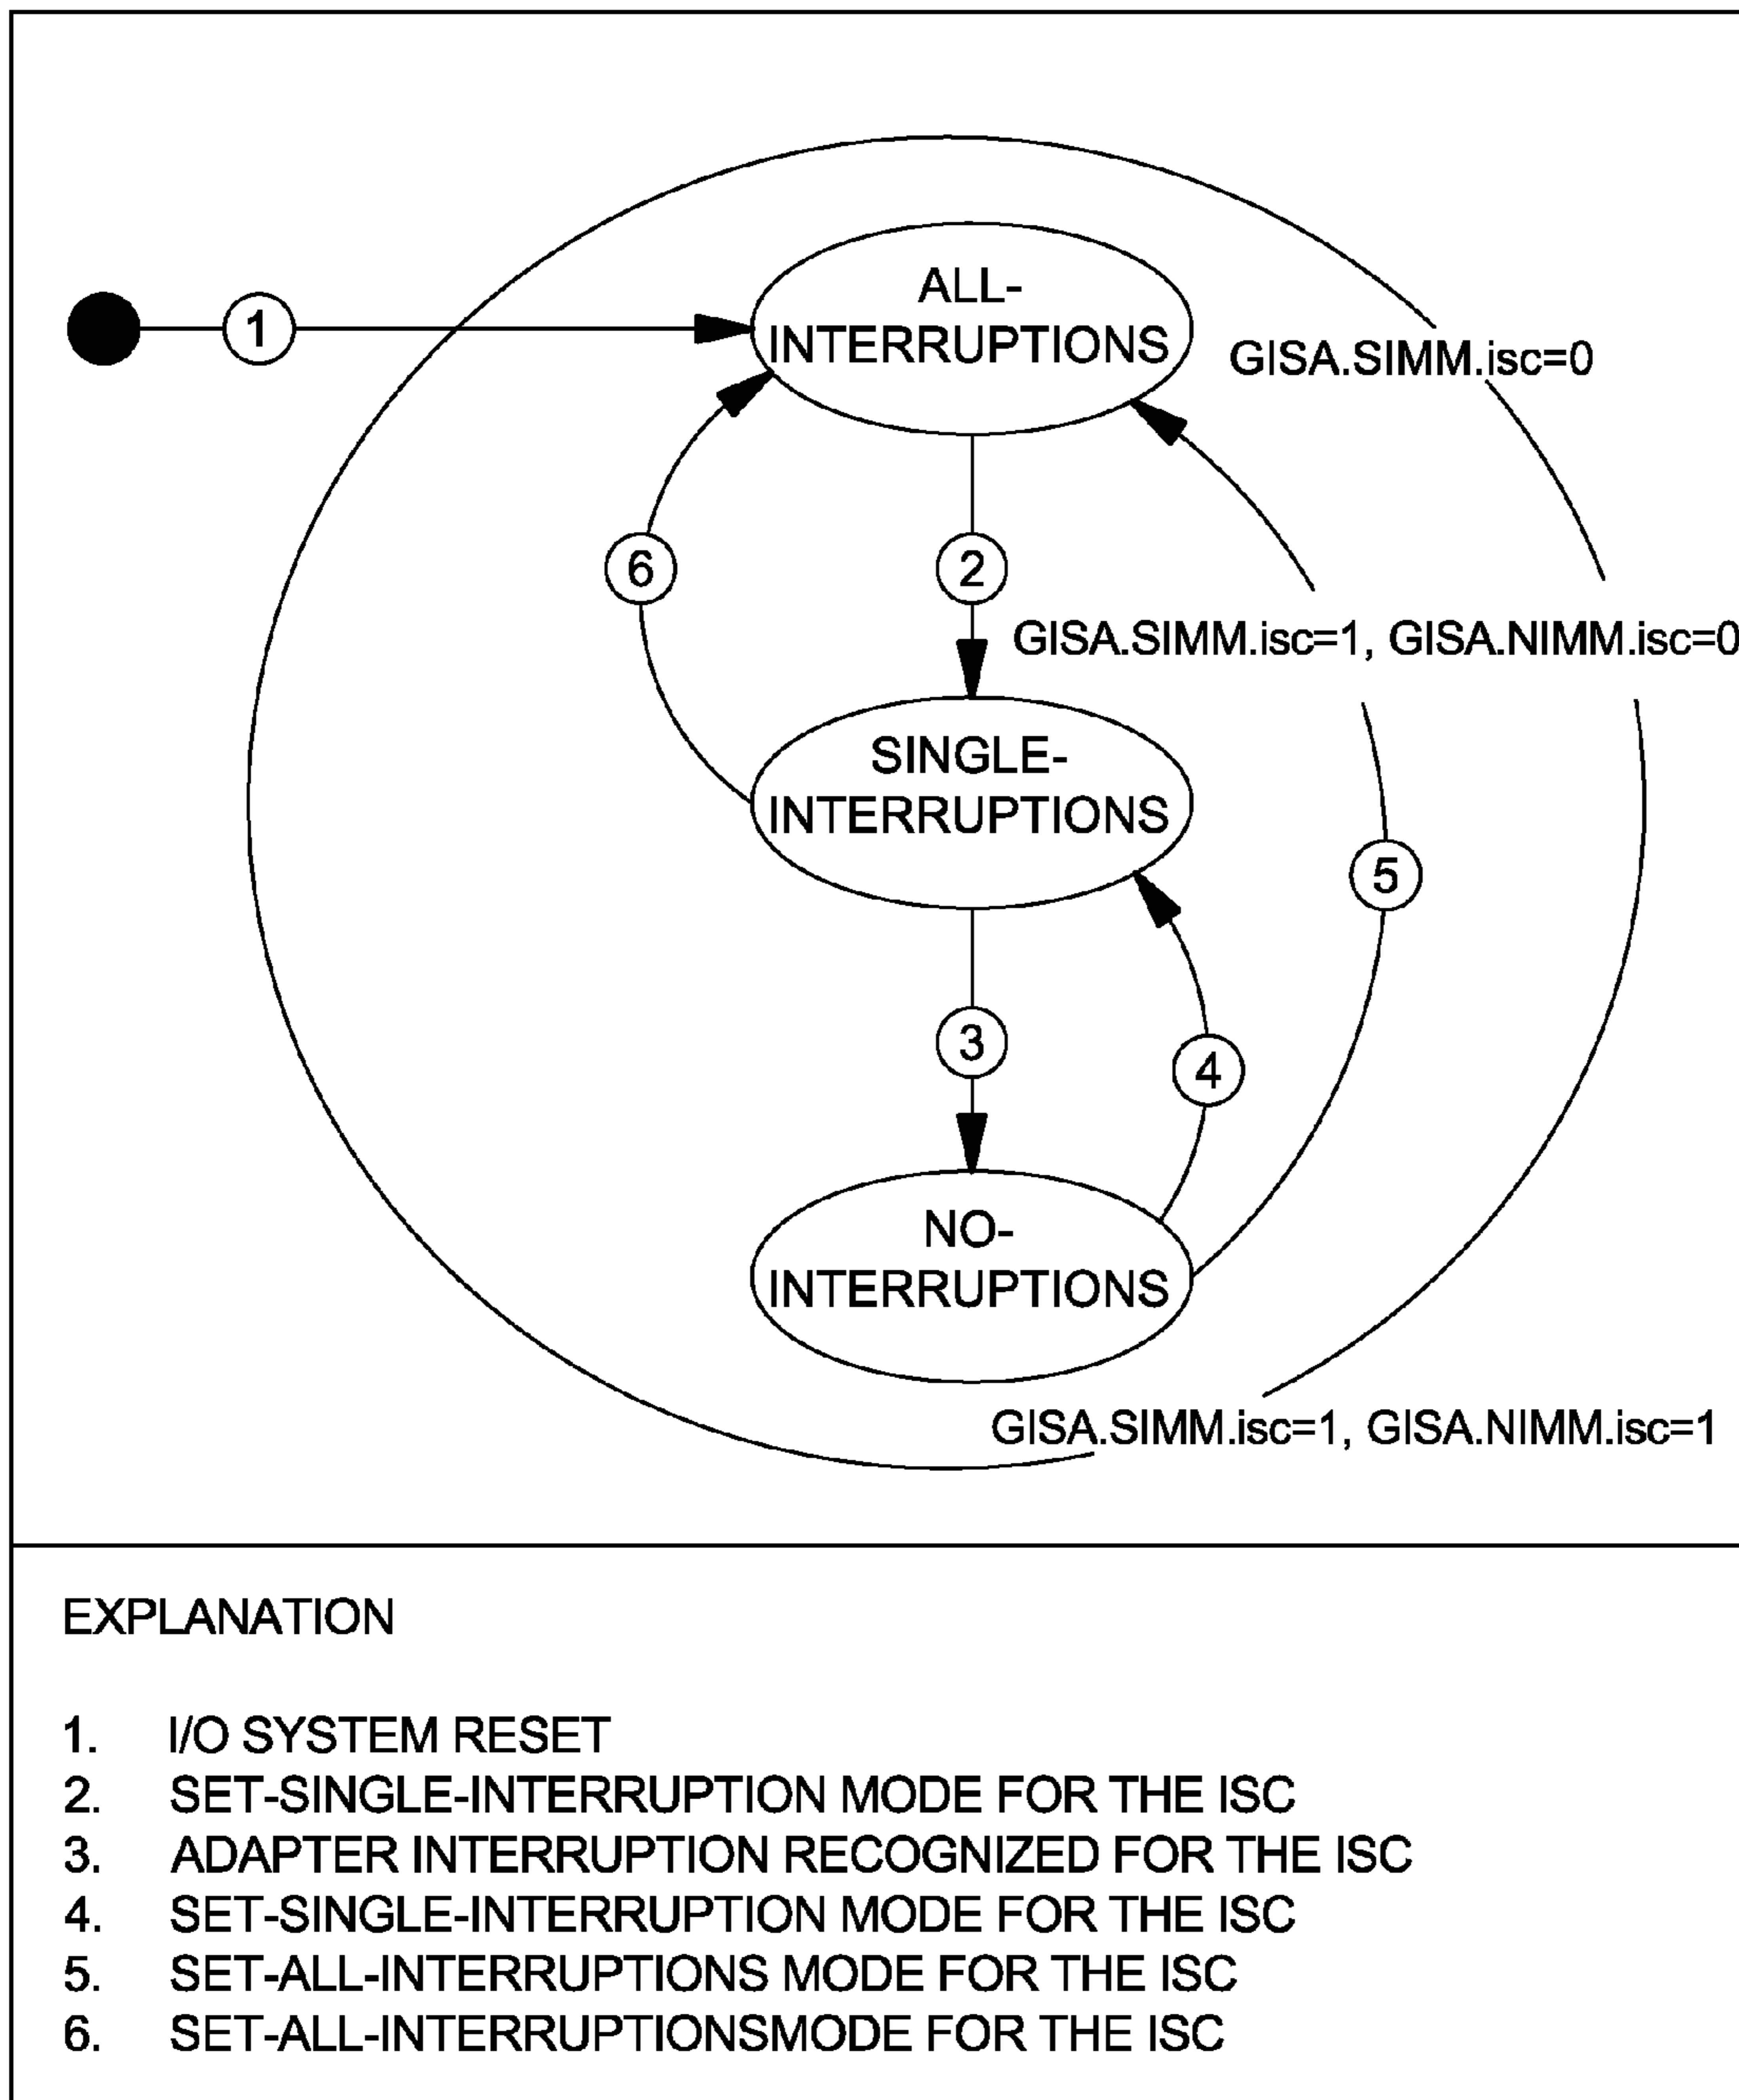 ALL-
INTERRUPTIONS
1
GISA.SIMM.isc=0
6
2
GISA.SIMM.isc=1, GISA.NIMM.isc=0
SINGLE-
INTERRUPTIONS
5
3
4
NO-
INTERRUPTIONS
GISA.SIMM.isc=1, GISA.NIMM.isc=1
EXPLANATION
1. I/O SYSTEM RESET
2. SET-SINGLE-INTERRUPTION MODE FOR THE ISC
3. ADAPTER INTERRUPTION RECOGNIZED FOR THE ISC
4. SET-SINGLE-INTERRUPTION MODE FOR THE ISC
5. SET-ALL-INTERRUPTIONS MODE FOR THE ISC
6. SET-ALL-INTERRUPTIONSMODE FOR THE ISC